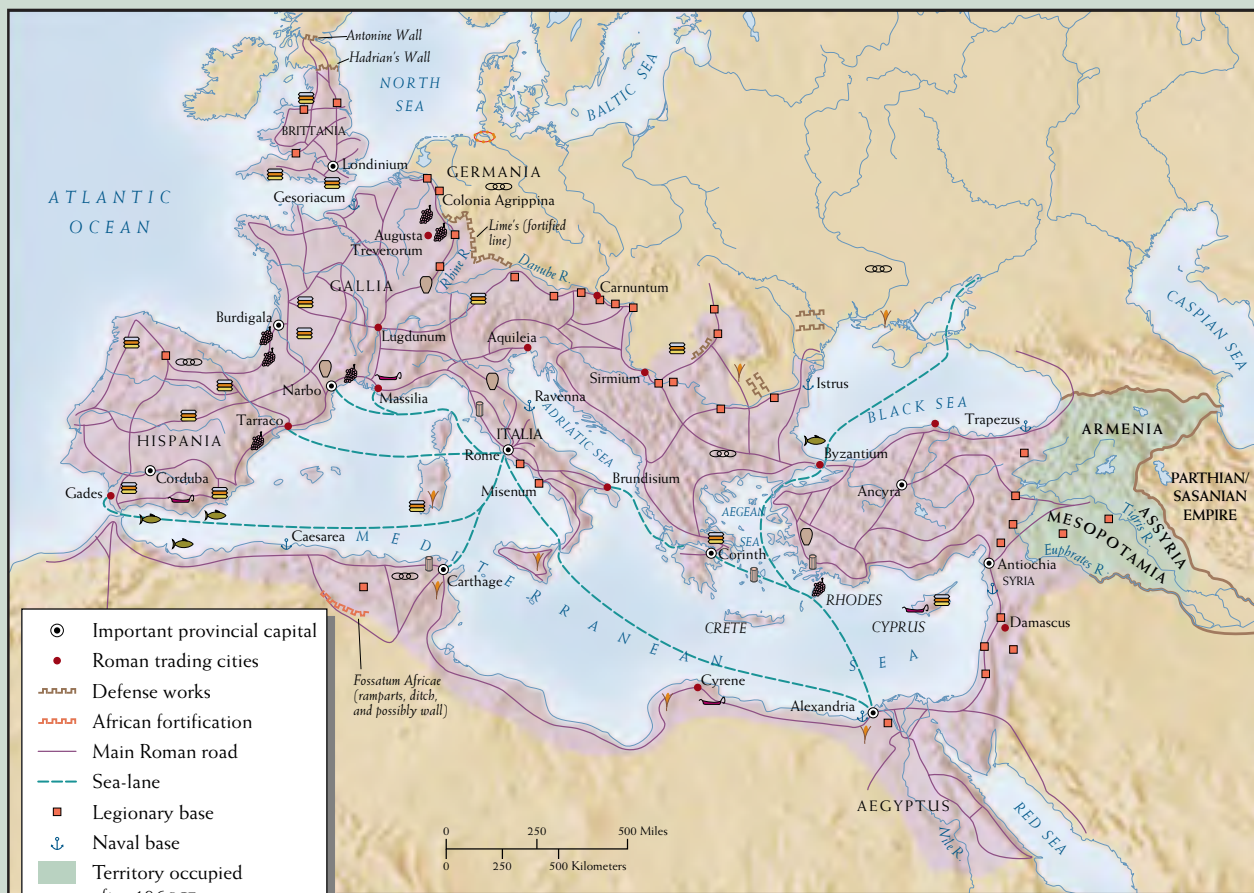 Antonine Wall
Hadrian's Wall
NORTH
SEA
BALTIC SEA
BRITTANIA
Londinium
GERMANIA
Gesoriacum
Colonia Agrippina
ATLANTIC
OCEAN
Lime's (fortified
line)
Augusta
Treverorum
Rhine R.
Danube R.
GALLIA
Carnuntum
CASPIAN SEA
Burdigala
Lugdunum
Aquileia
Sirmium
Istrus
Narbo
Massilia
Ravenna
ADRIATIC SEA
BLACK SEA
Trapezus
ARMENIA
Tarraco
HISPANIA
ITALIA
Rome
Byzantium
Corduba
Misenum
Brundisium
Ancyra
PARTHIAN/
SASANIAN
EMPIRE
Gades
AEGEAN
SEA
MESOPOTAMIA
ASSYRIA
Tigris R.
Euphrates R.
Caesarea
Corinth
Antiochia
SYRIA
Carthage
MEDITERRANEAN SEA
RHODES
CRETE
CYPRUS
Damascus
Fossatum Africae
(ramparts, ditch,
and possibly wall)
Cyrene
Alexandria
AEGYPTUS
Nile R.
RED SEA
Important provincial capital
Roman trading cities
Defense works
African fortification
Main Roman road
Sea-lane
Legionary base
Naval base
Territory occupied
0 250 500 Miles
0 250 500 Kilometers